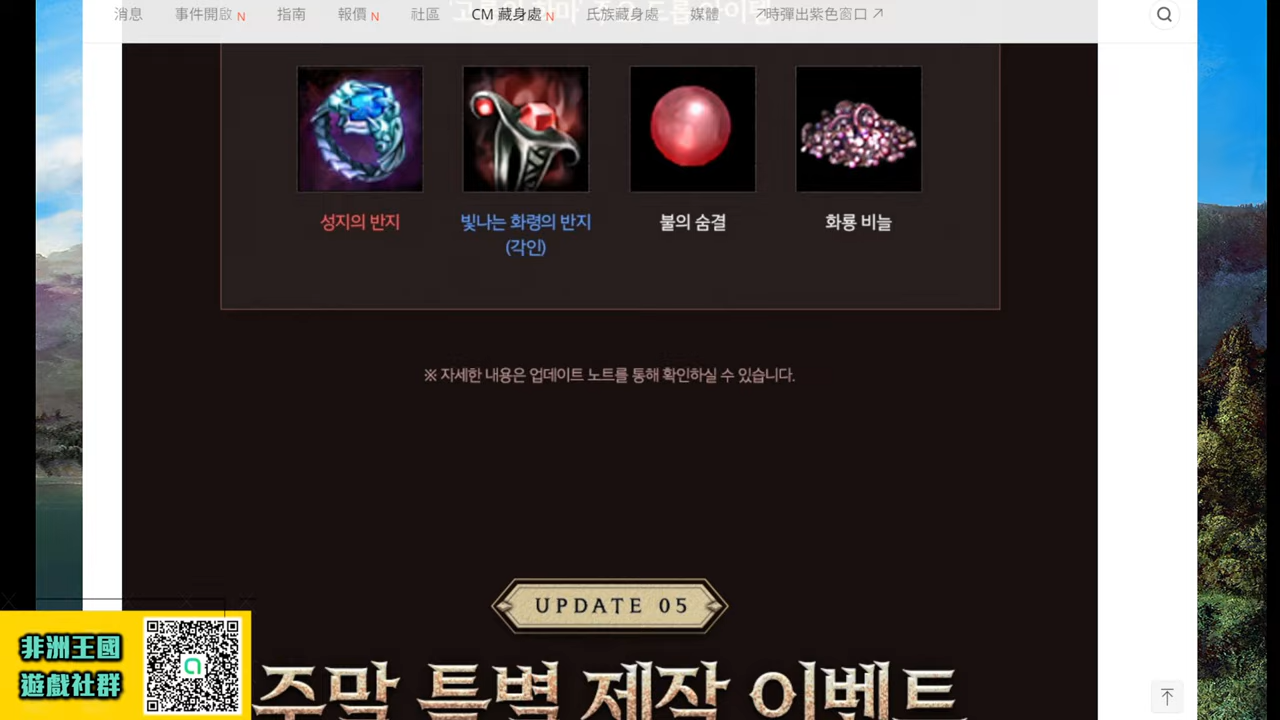 消息 事件開啟 N 指南 報價 N 社區 CM 藏身處 N 氏族藏身處 媒體 時彈出紫色窗口
성지의 반지 빛나는 화령의 반지 불의 숨결 화룡 비늘
(각인)
※ 자세한 내용은 업데이트 노트를 통해 확인하실 수 있습니다.
UPDATE 05
주말 특별 제작 이벤트
非洲王國
遊戲社群